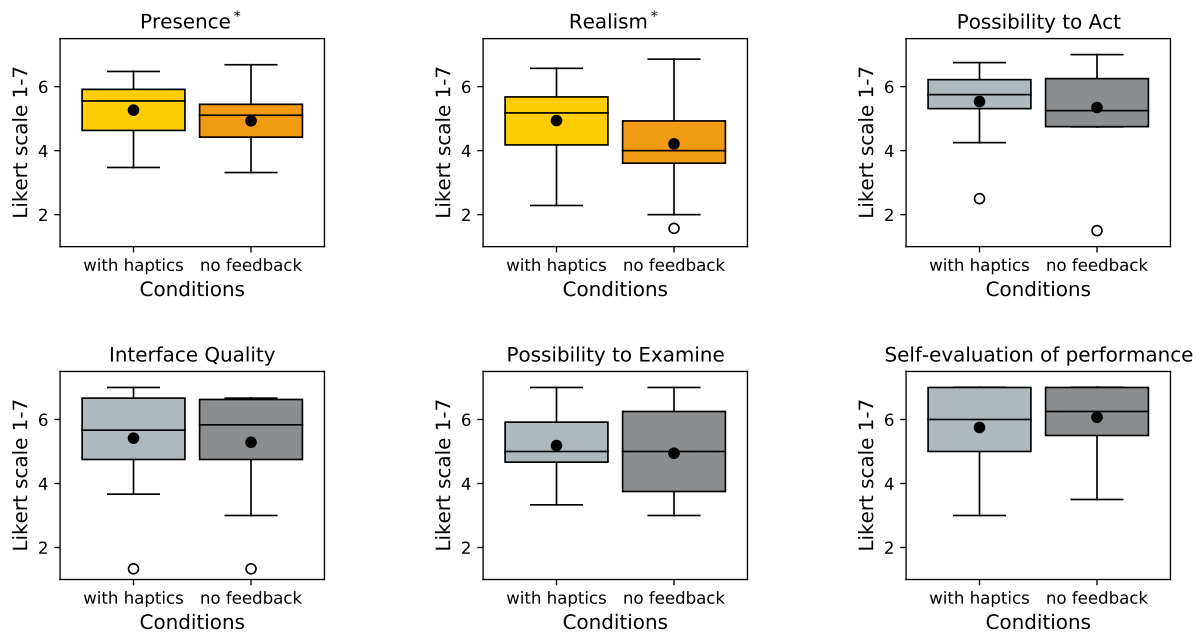 Presence* Realism* Possibility to Act
Likert scale 1-7 Likert scale 1-7 Likert scale 1-7
6 6 6
4 4 4
2 2 2
with haptics no feedback with haptics no feedback with haptics no feedback
Conditions Conditions Conditions
Interface Quality Possibility to Examine Self-evaluation of performance
Likert scale 1-7 Likert scale 1-7 Likert scale 1-7
6 6 6
4 4 4
2 2 2
with haptics no feedback with haptics no feedback with haptics no feedback
Conditions Conditions Conditions